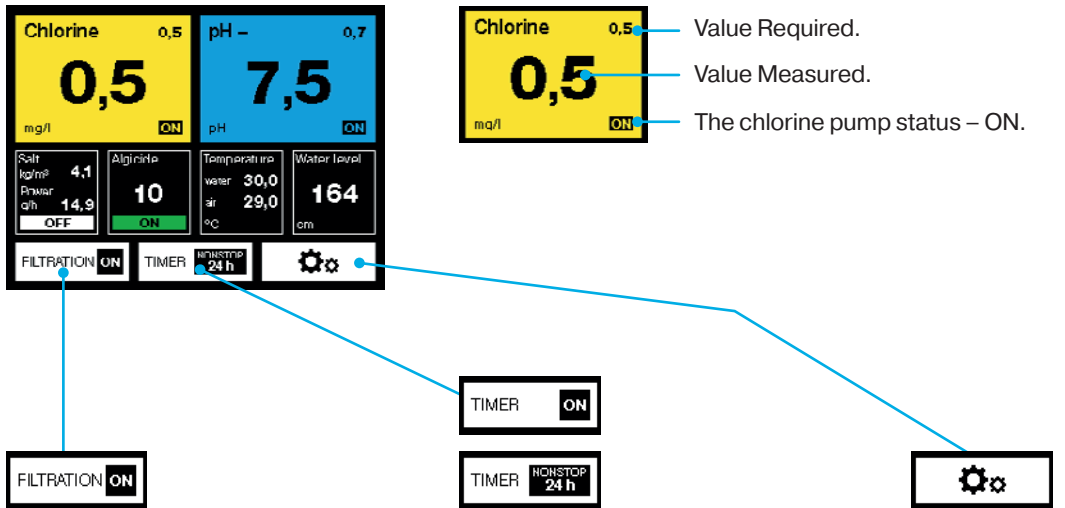 Chlorine 0,5
0,5
mg/l ON
pH – 0,7
7,5
pH ON
Salt
kg/m³ 4,1
Power
g/h 14,9
OFF
Algicide
10
ON
Temperature
water 30,0
air 29,0
°C
Water level
164
cm
FILTRATION ON
TIMER NONSTOP
24 h
Chlorine 0,5
0,5
mg/l ON
Value Required.
Value Measured.
The chlorine pump status – ON.
TIMER ON
FILTRATION ON
TIMER NONSTOP
24 h